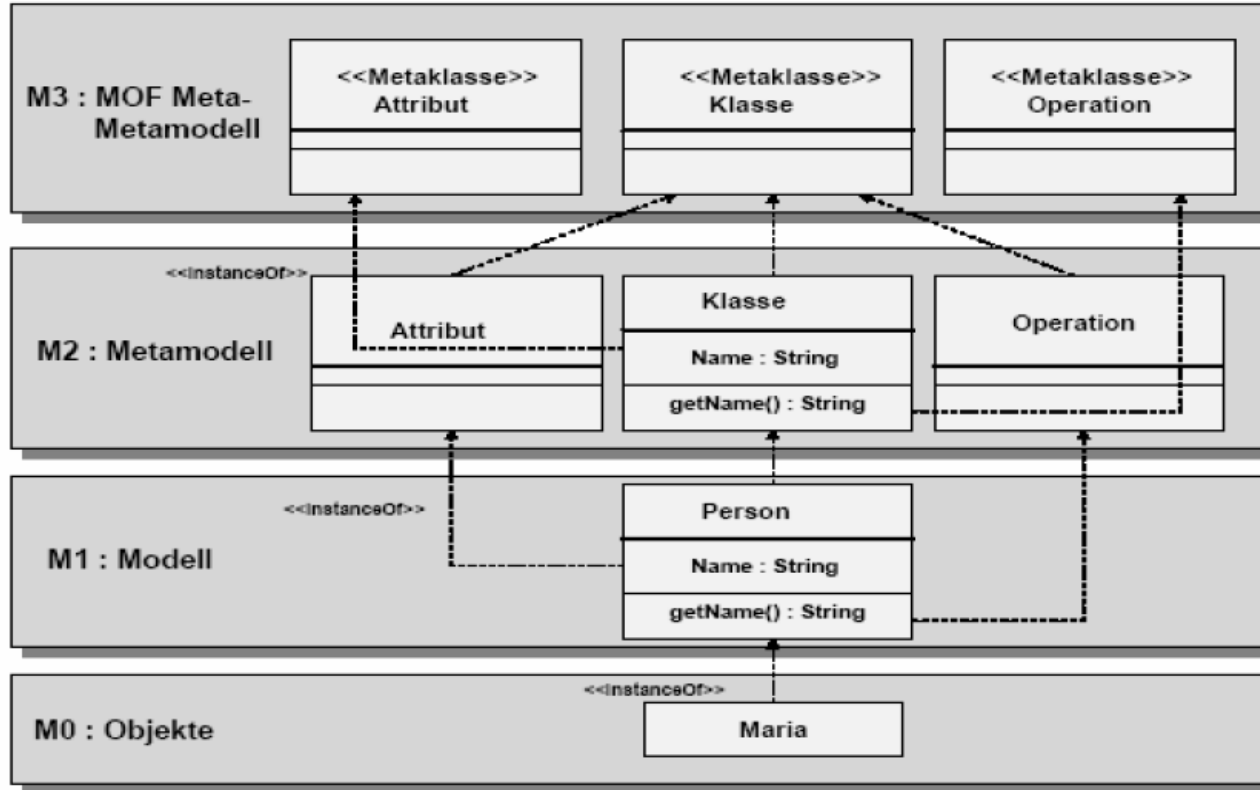 M3 : MOF Meta-
Metamodell
<<Metaklasse>>
Attribut
<<Metaklasse>>
Klasse
<<Metaklasse>>
Operation
M2 : Metamodell
<<InstanceOf>>
Attribut
Klasse
Name : String
getName() : String
Operation
M1 : Modell
<<InstanceOf>>
Person
Name : String
getName() : String
M0 : Objekte
<<InstanceOf>>
Maria